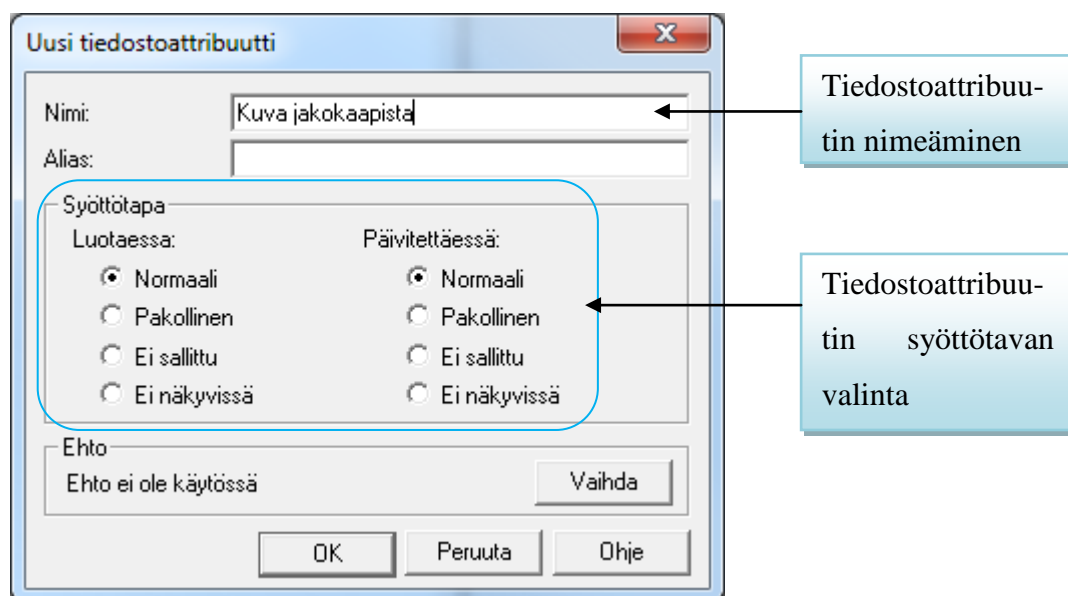 Uusi tiedostoattribuutti
Nimi: Kuva jakokaapista
Alias:
Syöttötapa
Luotaessa: Päivitettäessä:
Normaali Normaali
Pakollinen Pakollinen
Ei sallittu Ei sallittu
Ei näkyvissä Ei näkyvissä
Ehto
Ehto ei ole käytössä Vaihda
OK Peruuta Ohje
Tiedostoattribuu-
tin nimeäminen
Tiedostoattribuu-
tin syöttötavan
valinta